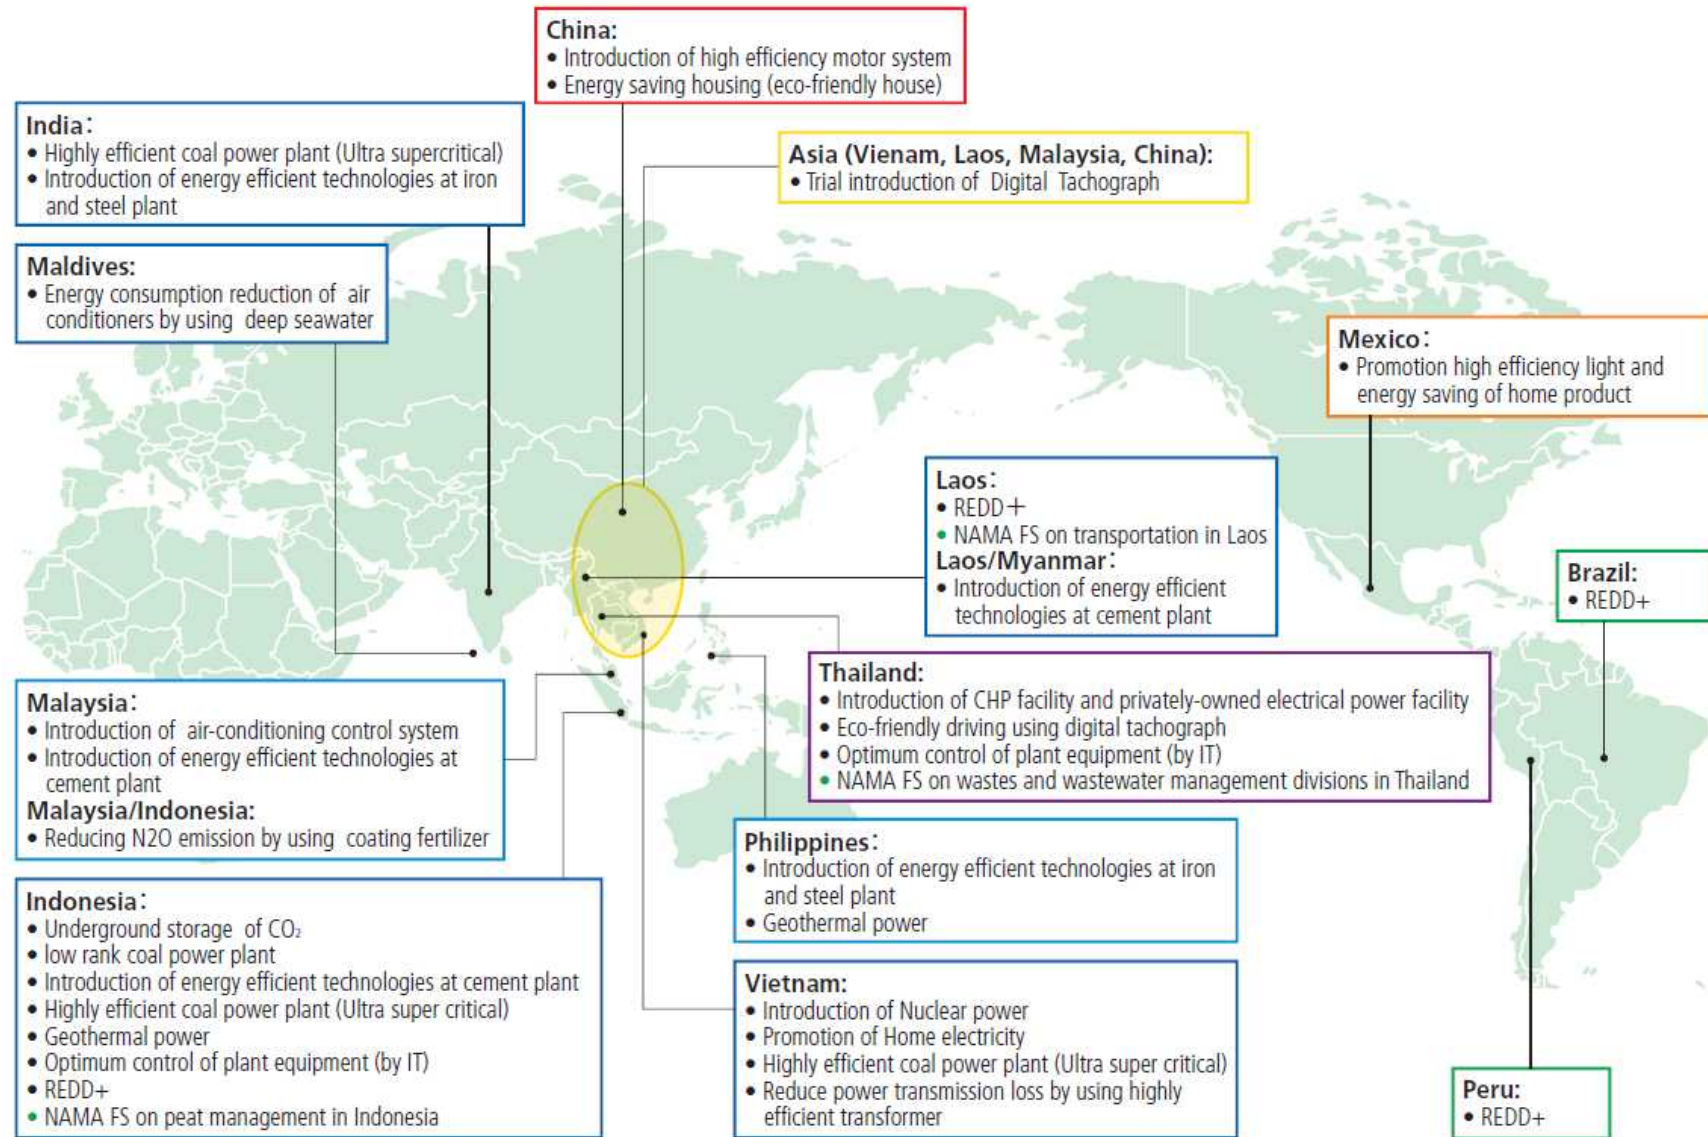 China:
• Introduction of high efficiency motor system
• Energy saving housing (eco-friendly house)
India:
• Highly efficient coal power plant (Ultra supercritical)
• Introduction of energy efficient technologies at iron
and steel plant
Asia (Vienam, Laos, Malaysia, China):
• Trial introduction of Digital Tachograph
Maldives:
• Energy consumption reduction of air
conditioners by using deep seawater
Mexico:
• Promotion high efficiency light and
energy saving of home product
Laos:
• REDD+
• NAMA FS on transportation in Laos
Laos/Myanmar:
• Introduction of energy efficient
technologies at cement plant
Brazil:
• REDD+
Thailand:
• Introduction of CHP facility and privately-owned electrical power facility
• Eco-friendly driving using digital tachograph
• Optimum control of plant equipment (by IT)
• NAMA FS on wastes and wastewater management divisions in Thailand
Malaysia:
• Introduction of air-conditioning control system
• Introduction of energy efficient technologies at
cement plant
Malaysia/Indonesia:
• Reducing N2O emission by using coating fertilizer
Philippines:
• Introduction of energy efficient technologies at iron
and steel plant
• Geothermal power
Indonesia:
• Underground storage of CO₂
• low rank coal power plant
• Introduction of energy efficient technologies at cement plant
• Highly efficient coal power plant (Ultra super critical)
• Geothermal power
• Optimum control of plant equipment (by IT)
• REDD+
• NAMA FS on peat management in Indonesia
Vietnam:
• Introduction of Nuclear power
• Promotion of Home electricity
• Highly efficient coal power plant (Ultra super critical)
• Reduce power transmission loss by using highly
efficient transformer
Peru:
• REDD+